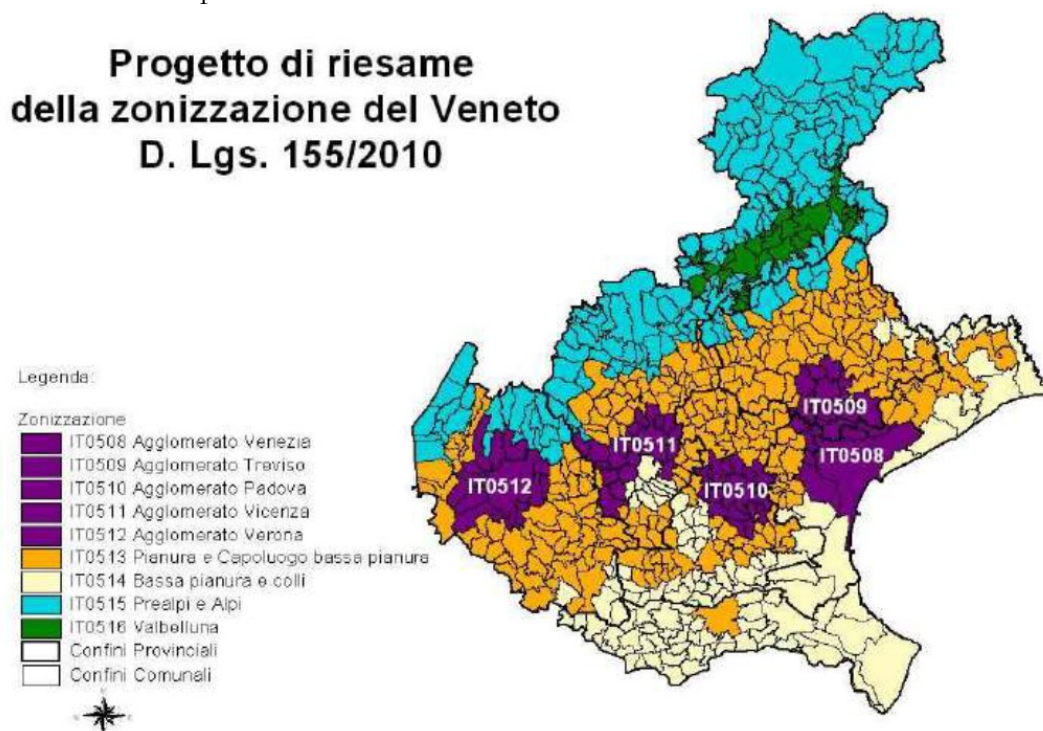 Progetto di riesame
della zonizzazione del Veneto
D. Lgs. 155/2010
Legenda:
Zonizzazione
IT0508 Agglomerato Venezia
IT0509 Agglomerato Treviso
IT0510 Agglomerato Padova
IT0511 Agglomerato Vicenza
IT0512 Agglomerato Verona
IT0513 Pianura e Capoluogo bassa pianura
IT0514 Bassa pianura e colli
IT0515 Prealpi e Alpi
IT0516 Valbelluna
Confini Provinciali
Confini Comunali
IT0509
IT0511
IT0508
IT0512
IT0510